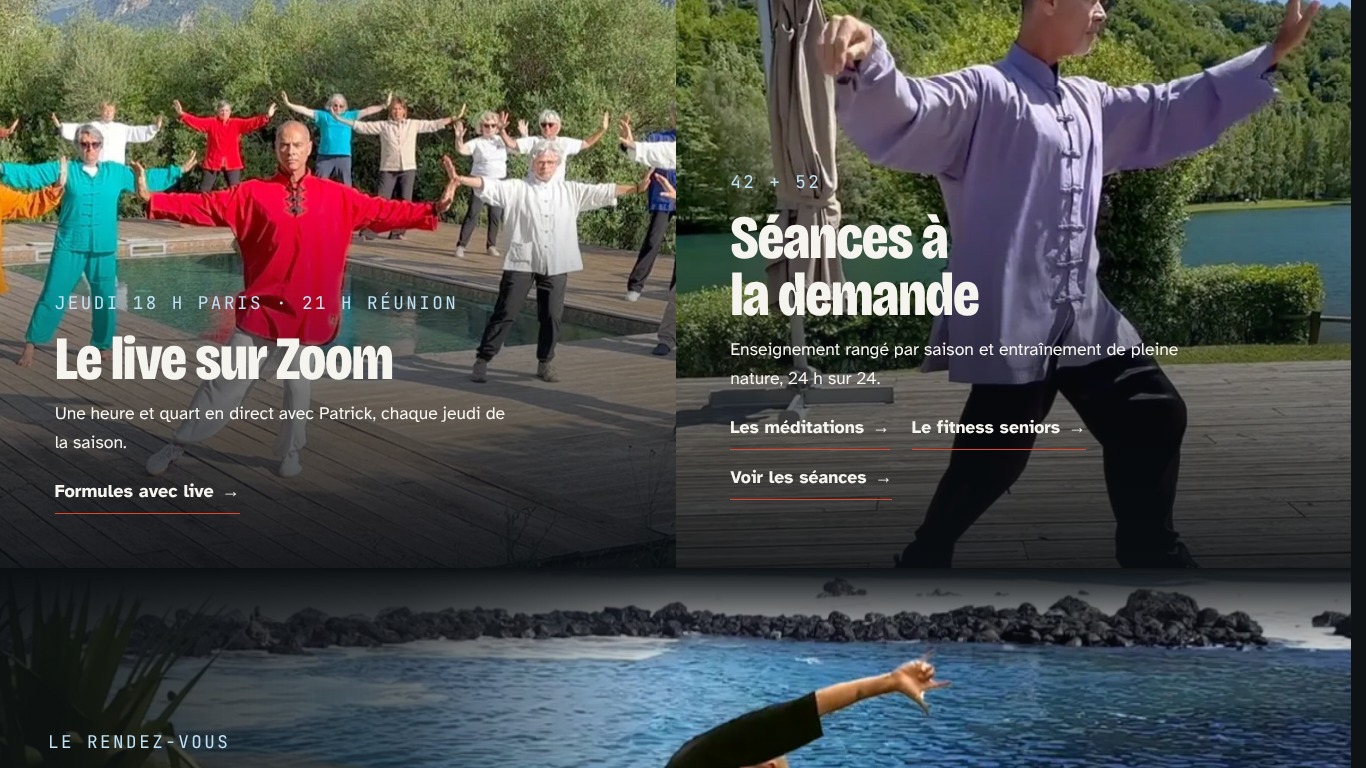 JEUDI 18 H PARIS · 21 H RÉUNION
Le live sur Zoom
Une heure et quart en direct avec Patrick, chaque jeudi de
la saison.
Formules avec live →
42 + 52
Séances à
la demande
Enseignement rangé par saison et entraînement de pleine
nature, 24 h sur 24.
Les méditations → Le fitness seniors →
Voir les séances →
LE RENDEZ-VOUS